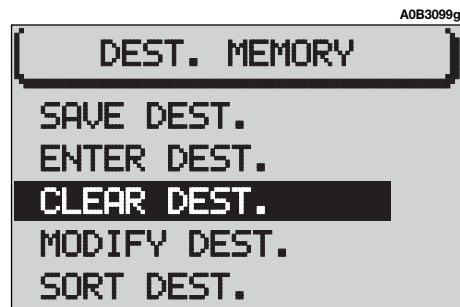 A0B3099g
DEST. MEMORY
SAVE DEST.
ENTER DEST.
CLEAR DEST.
MODIFY DEST.
SORT DEST.